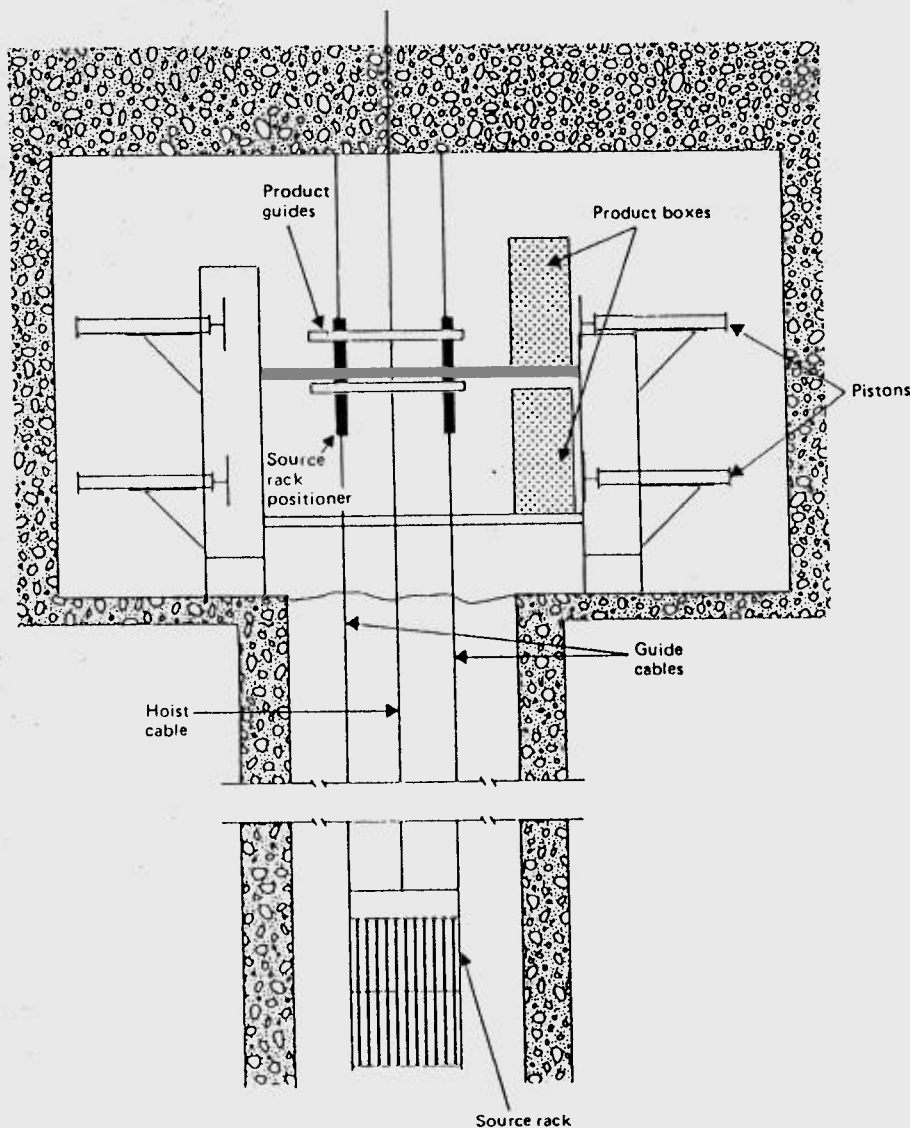 Product
guides
Product boxes
Pistons
Source
rack
positioner
Guide
cables
Hoist
cable
Source rack